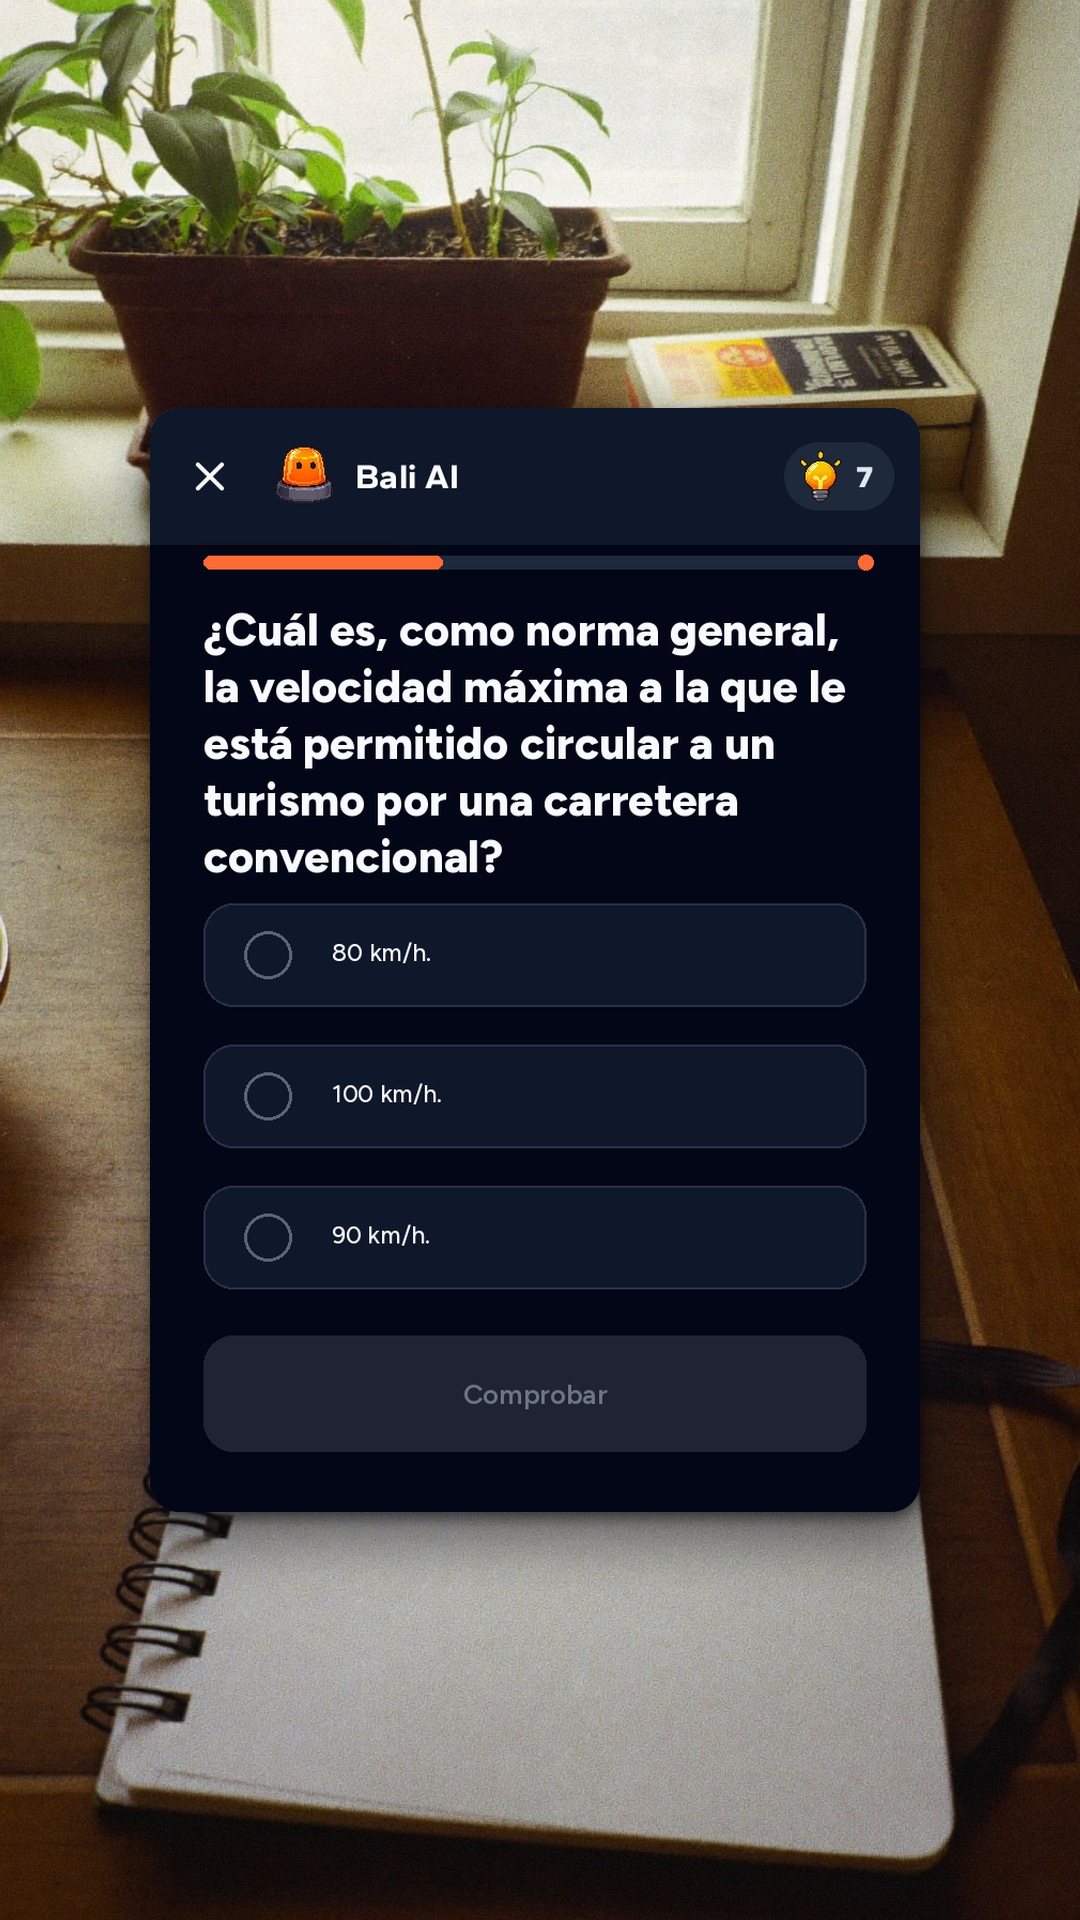 Bali AI
7
¿Cuál es, como norma general,
la velocidad máxima a la que le
está permitido circular a un
turismo por una carretera
convencional?
80 km/h.
100 km/h.
90 km/h.
Comprobar